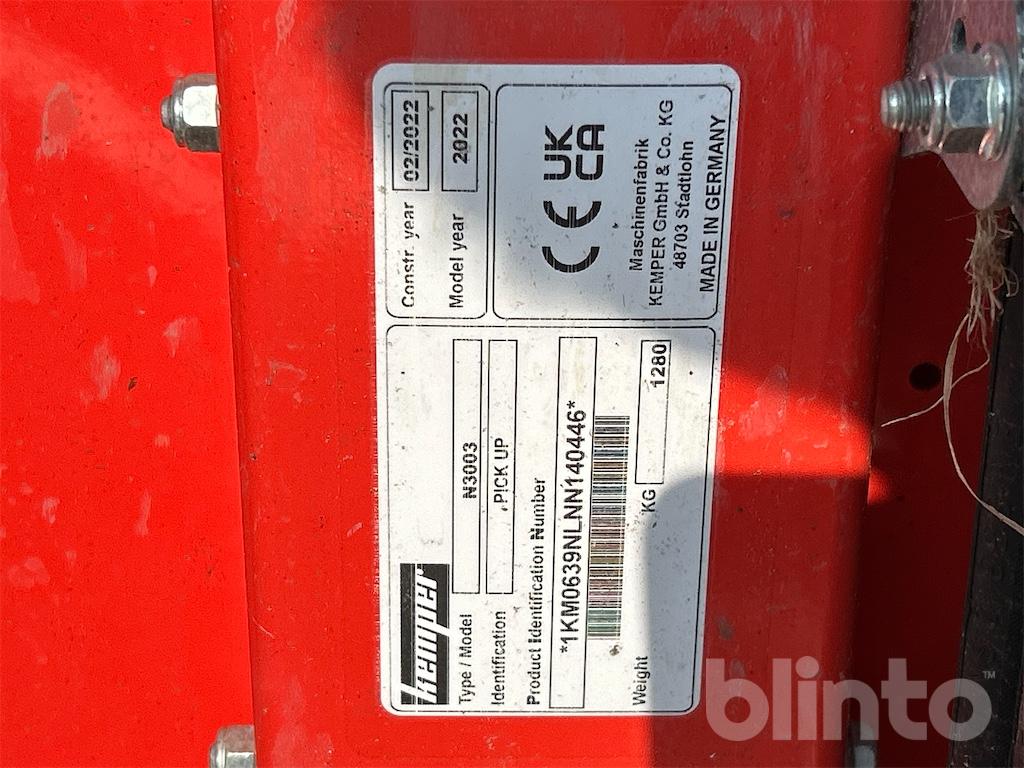 kemper
Type / Model N3003
Identification PICK UP
Product Identification Number
*1KM0639NLNN140446*
Weight KG 1280
Constr. year 02/2022
Model year 2022
CE UK
CA
Maschinenfabrik
KEMPER GmbH & Co. KG
48703 Stadtlohn
MADE IN GERMANY
blinto™